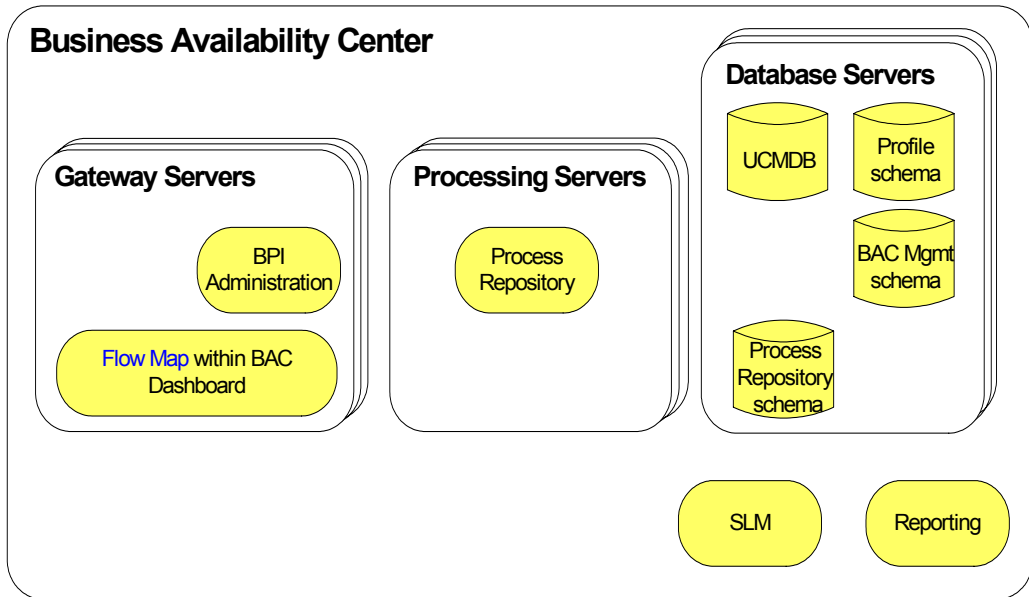 Business Availability Center
Database Servers
UCMDB
Profile
schema
BAC Mgmt
schema
Process
Repository
schema
Gateway Servers
BPI
Administration
Flow Map within BAC
Dashboard
Processing Servers
Process
Repository
SLM
Reporting